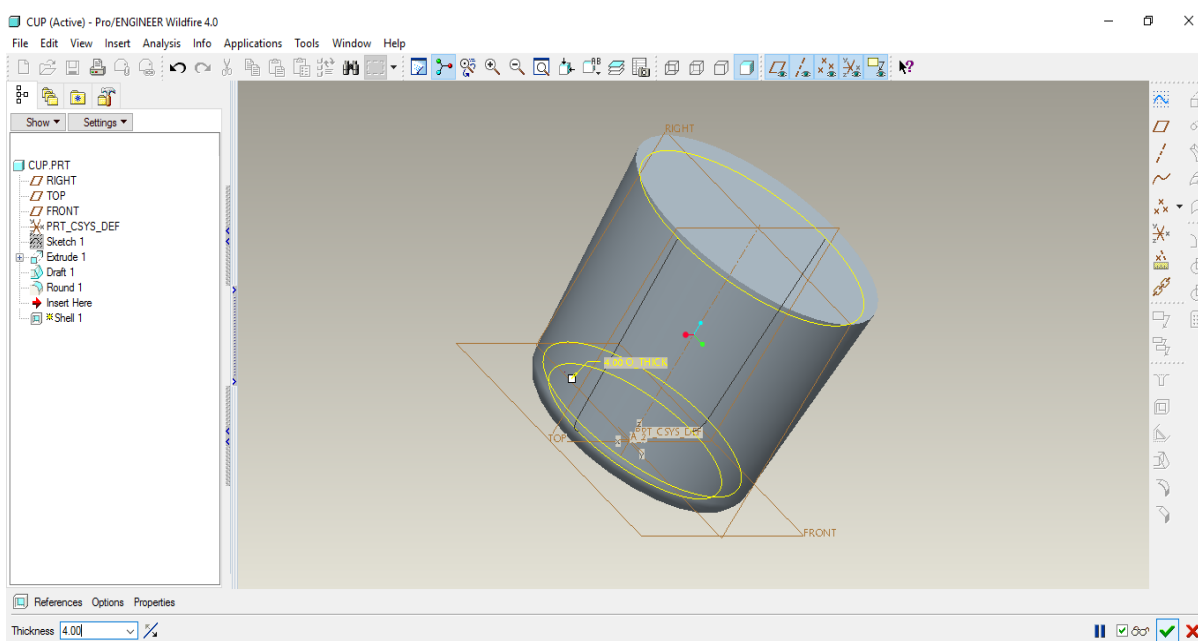 CUP (Active) - Pro/ENGINEER Wildfire 4.0
File Edit View Insert Analysis Info Applications Tools Window Help
Show Settings
CUP.PRT
RIGHT
TOP
FRONT
PRT_CSYS_DEF
Sketch 1
Extrude 1
Draft 1
Round 1
Insert Here
Shell 1
RIGHT
4.00 O_THICK
TOP
A_2
PRT_CSYS_DEF
X
Z
Y
FRONT
References Options Properties
Thickness 4.00